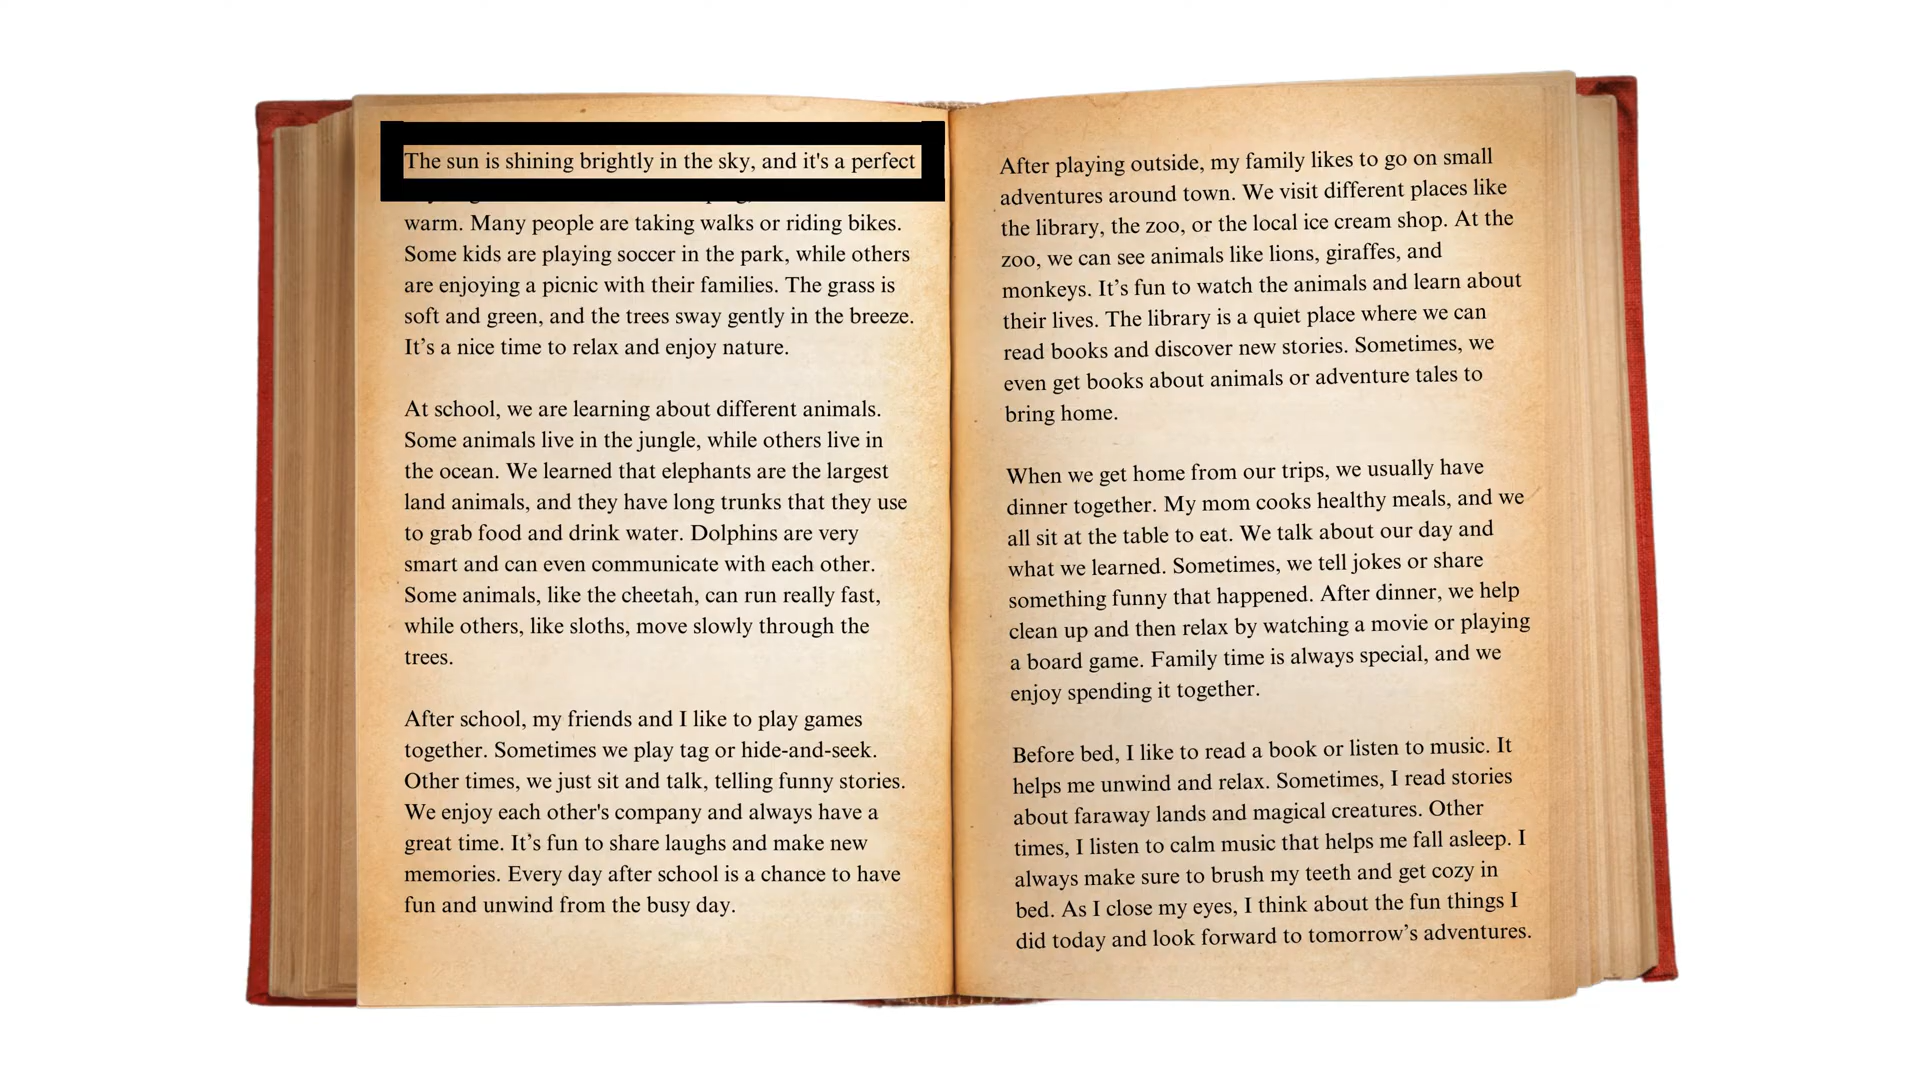 The sun is shining brightly in the sky, and it's a perfect
warm. Many people are taking walks or riding bikes.
Some kids are playing soccer in the park, while others
are enjoying a picnic with their families. The grass is
soft and green, and the trees sway gently in the breeze.
It’s a nice time to relax and enjoy nature.
At school, we are learning about different animals.
Some animals live in the jungle, while others live in
the ocean. We learned that elephants are the largest
land animals, and they have long trunks that they use
to grab food and drink water. Dolphins are very
smart and can even communicate with each other.
Some animals, like the cheetah, can run really fast,
while others, like sloths, move slowly through the
trees.
After school, my friends and I like to play games
together. Sometimes we play tag or hide-and-seek.
Other times, we just sit and talk, telling funny stories.
We enjoy each other's company and always have a
great time. It’s fun to share laughs and make new
memories. Every day after school is a chance to have
fun and unwind from the busy day.
After playing outside, my family likes to go on small
adventures around town. We visit different places like
the library, the zoo, or the local ice cream shop. At the
zoo, we can see animals like lions, giraffes, and
monkeys. It’s fun to watch the animals and learn about
their lives. The library is a quiet place where we can
read books and discover new stories. Sometimes, we
even get books about animals or adventure tales to
bring home.
When we get home from our trips, we usually have
dinner together. My mom cooks healthy meals, and we
all sit at the table to eat. We talk about our day and
what we learned. Sometimes, we tell jokes or share
something funny that happened. After dinner, we help
clean up and then relax by watching a movie or playing
a board game. Family time is always special, and we
enjoy spending it together.
Before bed, I like to read a book or listen to music. It
helps me unwind and relax. Sometimes, I read stories
about faraway lands and magical creatures. Other
times, I listen to calm music that helps me fall asleep. I
always make sure to brush my teeth and get cozy in
bed. As I close my eyes, I think about the fun things I
did today and look forward to tomorrow’s adventures.